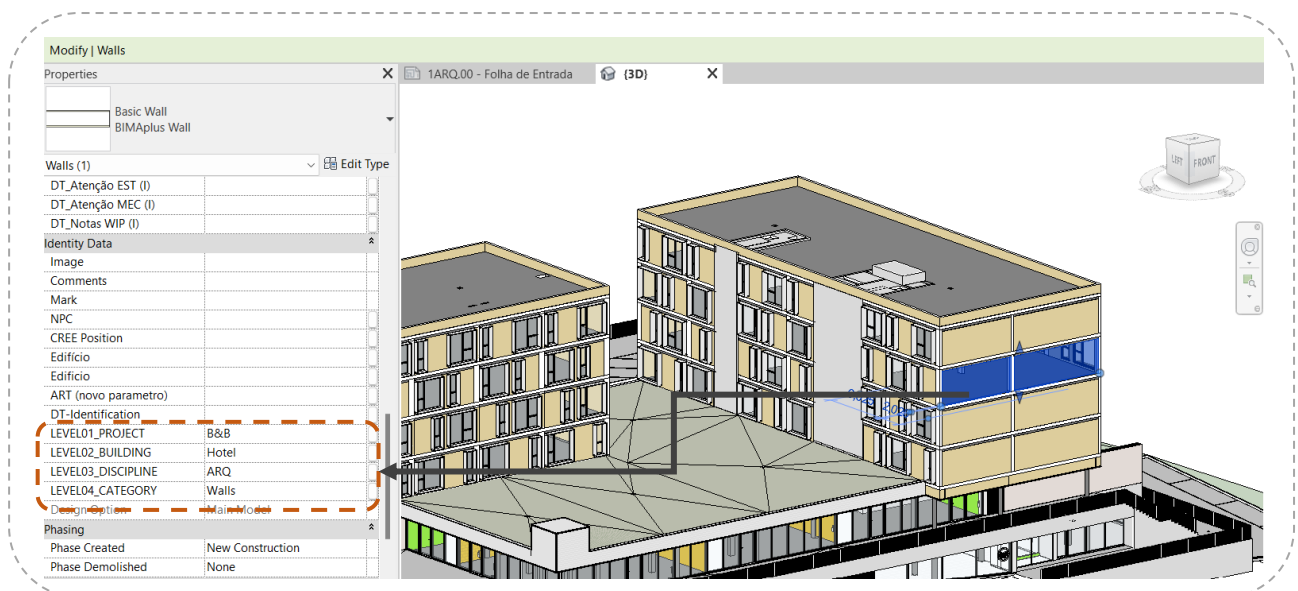 Modify | Walls
Properties
1ARQ.00 - Folha de Entrada
{3D}
Basic Wall
BIMAplus Wall
Walls (1)
Edit Type
DT_Atenção EST (I)
DT_Atenção MEC (I)
DT_Notas WIP (I)
Identity Data
Image
Comments
Mark
NPC
CREE Position
Edifício
Edificio
ART (novo parametro)
DT-Identification
LEVEL01_PROJECT B&B
LEVEL02_BUILDING Hotel
LEVEL03_DISCIPLINE ARQ
LEVEL04_CATEGORY Walls
Design Option Main Model
Phasing
Phase Created New Construction
Phase Demolished None
LEFT
FRONT